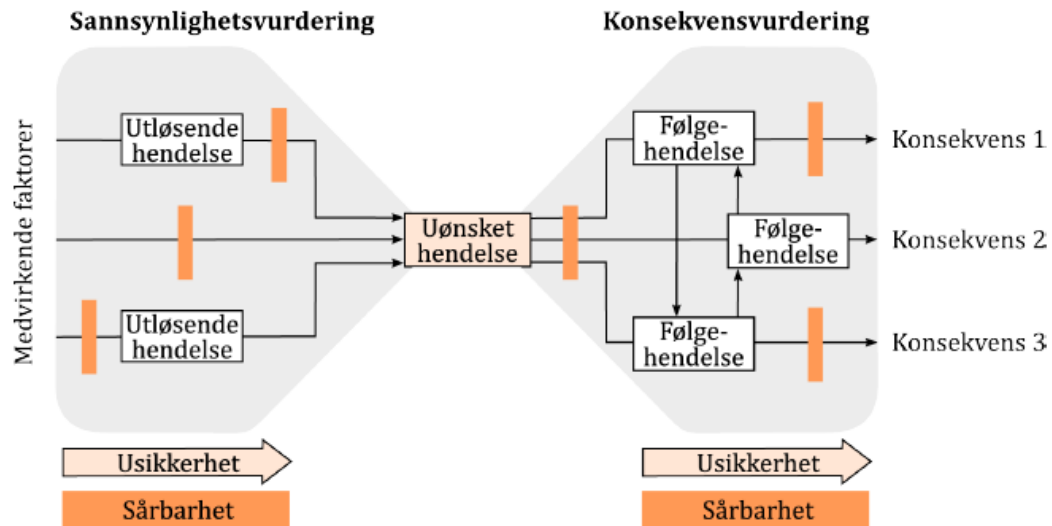 Sannsynlighetsvurdering
Konsekvensvurdering
Medvirkende faktorer
Utløsende
hendelse
Utløsende
hendelse
Uønsket
hendelse
Følge-
hendelse
Følge-
hendelse
Følge-
hendelse
Konsekvens 1
Konsekvens 2
Konsekvens 3
Usikkerhet
Sårbarhet
Usikkerhet
Sårbarhet